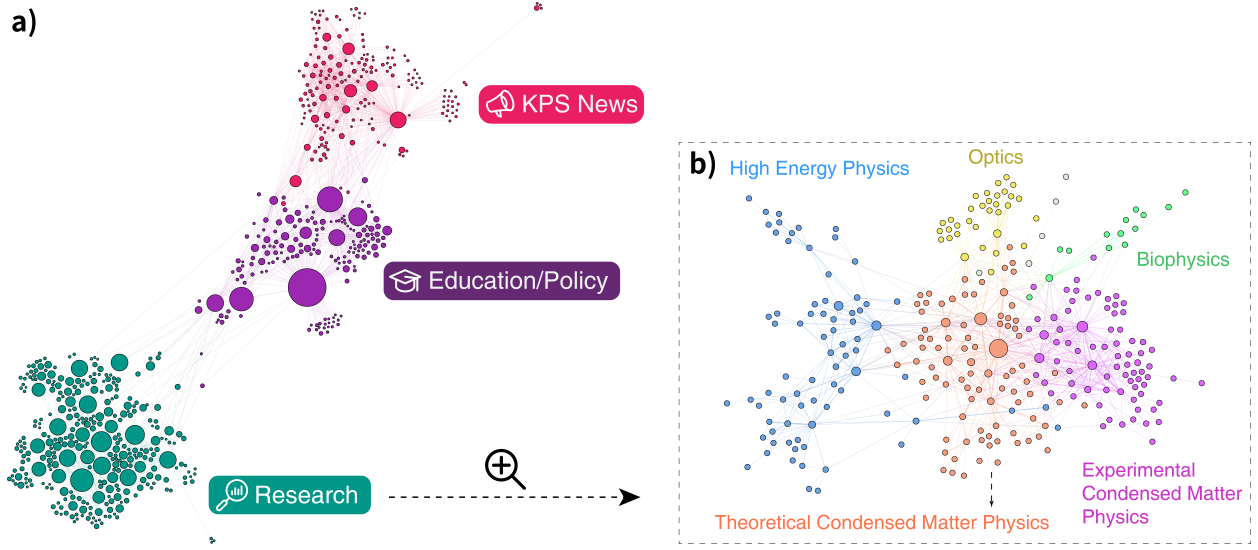 a)
KPS News
Education/Policy
Research
b)
High Energy Physics
Optics
Biophysics
Experimental
Condensed Matter
Physics
Theoretical Condensed Matter Physics